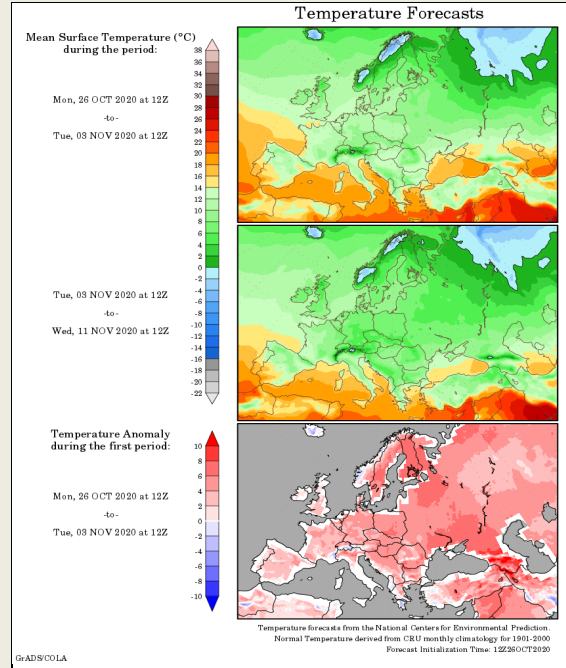 Temperature Forecasts
Mean Surface Temperature (°C)
during the period:
Mon, 26 OCT 2020 at 12Z
-to-
Tue, 03 NOV 2020 at 12Z
38
36
34
32
30
28
26
24
22
20
18
16
14
12
10
8
6
4
2
0
-2
-4
-6
-8
-10
-12
-14
-16
-18
-20
-22
Tue, 03 NOV 2020 at 12Z
-to-
Wed, 11 NOV 2020 at 12Z
Temperature Anomaly
during the first period:
Mon, 26 OCT 2020 at 12Z
-to-
Tue, 03 NOV 2020 at 12Z
10
8
6
4
2
0
-2
-4
-6
-8
-10
Temperature forecasts from the National Centers for Environmental Prediction.
Normal Temperature derived from CRU monthly climatology for 1901-2000
Forecast Initialization Time: 12Z26OCT2020
GrADS/COLA